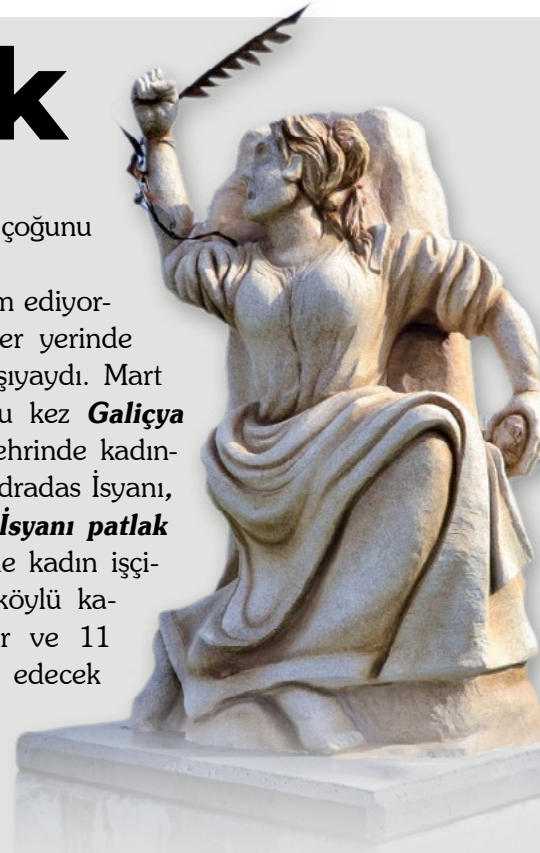 k
çoğunu
m ediyor-
er yerinde
şıyaydı. Mart
u kez Galiçya
ehrinde kadın-
dradas İsyanı,
İsyanı patlak
e kadın işçi-
köylü ka-
r ve 11
edecek